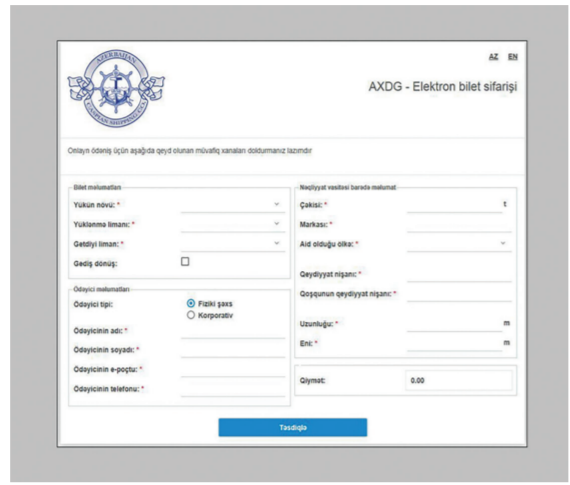 AZERBAIJAN
CASPIAN SHIPPING C.J.S.
AZ EN
AXDG - Elektron bilet sifarişi
Onlayn ödəniş üçün aşağıda qeyd olunan müvafiq xanaları doldurmanız lazımdır
Bilet məlumatları
Yükün növü: *
Yüklənmə limanı: *
Getdiyi liman: *
Gediş dönüş:
Ödəyici məlumatları
Ödəyici tipi:
Fiziki şəxs
Korporativ
Ödəyicinin adı: *
Ödəyicinin soyadı: *
Ödəyicinin e-poçtu: *
Ödəyicinin telefonu: *
Nəqliyyat vasitəsi barədə məlumat
Çəkisi: * t
Markası: *
Aid olduğu ölkə: *
Qeydiyyat nişanı: *
Qoşqunun qeydiyyat nişanı: *
Uzunluğu: * m
Eni: * m
Qiymət: 0.00
Təsdiqlə